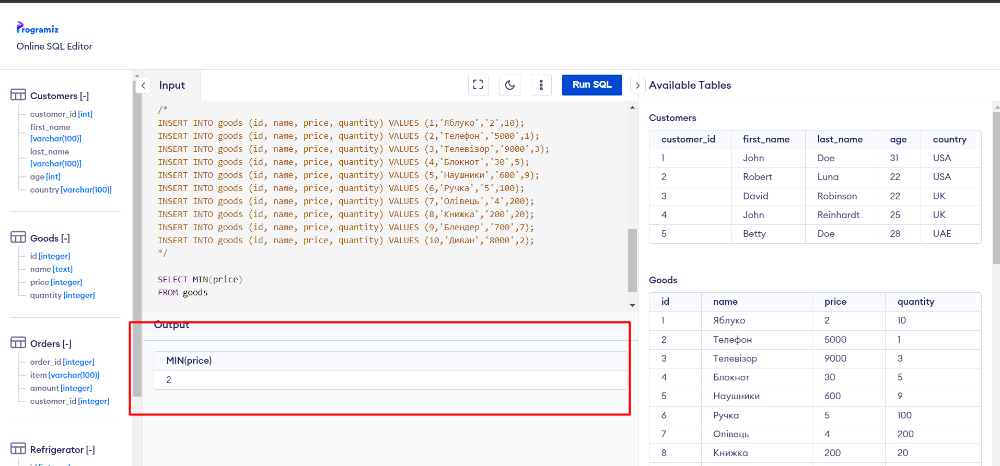 Programiz
Online SQL Editor
Customers [-]
customer_id [int]
first_name
[varchar(100)]
last_name
[varchar(100)]
age [int]
country [varchar(100)]
Goods [-]
id [integer]
name [text]
price [integer]
quantity [integer]
Orders [-]
order_id [integer]
item [varchar(100)]
amount [integer]
customer_id [integer]
Refrigerator [-]
Input
Run SQL
/*
INSERT INTO goods (id, name, price, quantity) VALUES (1,'Яблуко','2',10);
INSERT INTO goods (id, name, price, quantity) VALUES (2,'Телефон','5000',1);
INSERT INTO goods (id, name, price, quantity) VALUES (3,'Телевізор','9000',3);
INSERT INTO goods (id, name, price, quantity) VALUES (4,'Блокнот','30',5);
INSERT INTO goods (id, name, price, quantity) VALUES (5,'Наушники','600',9);
INSERT INTO goods (id, name, price, quantity) VALUES (6,'Ручка','5',100);
INSERT INTO goods (id, name, price, quantity) VALUES (7,'Олівець','4',200);
INSERT INTO goods (id, name, price, quantity) VALUES (8,'Книжка','200',20);
INSERT INTO goods (id, name, price, quantity) VALUES (9,'Блендер','700',7);
INSERT INTO goods (id, name, price, quantity) VALUES (10,'Диван','8000',2);
*/
SELECT MIN(price)
FROM goods
Output
MIN(price)
2
Available Tables
Customers
customer_id first_name last_name age country
1 John Doe 31 USA
2 Robert Luna 22 USA
3 David Robinson 22 UK
4 John Reinhardt 25 UK
5 Betty Doe 28 UAE
Goods
id name price quantity
1 Яблуко 2 10
2 Телефон 5000 1
3 Телевізор 9000 3
4 Блокнот 30 5
5 Наушники 600 9
6 Ручка 5 100
7 Олівець 4 200
8 Книжка 200 20